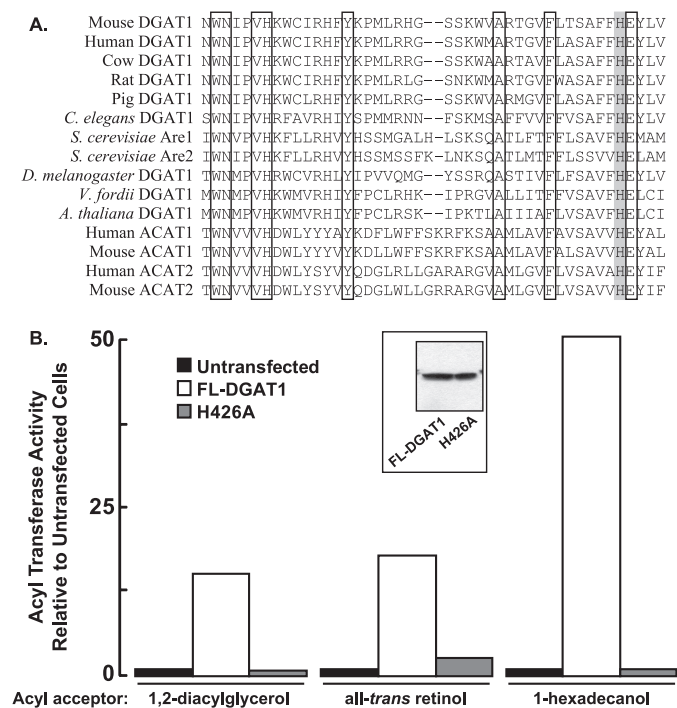 A.
Mouse DGAT1 NWNIPVHKWCIRHFYKPMLRHG--SSKWVARTGVFLTSAFFHEYLV
Human DGAT1 NWNIPVHKWCIRHFYKPMLRRG--SSKWMARTGVFLASAFFHEYLV
Cow DGAT1 NWNIPVHKWCIRHFYKPMLRRG--SSKWAARTAVFLASAFFHEYLV
Rat DGAT1 NWNIPVHKWCIRHFYKPMLRLG--SNKWMARTGVFWASAFFHEYLV
Pig DGAT1 NWNIPVHKWCLRHFYKPMLRRG--SSKWVARMGVFLASAFFHEYLV
C. elegans DGAT1 SWNIPVHRFAVRHIYSPMMRNN--FSKMSAFFVVFFVSAFFHEYLV
S. cerevisiae Are1 IWNVPVHKFLLRHVYHSSMGALH-LSKSQATLFTFFLSAVFHEMAM
S. cerevisiae Are2 IWNVPVHKFLLRHVYHSSMSSFK-LNKSQATLMTFFLSSVVHELAM
D. melanogaster DGAT1 TWNMPVHRWCVRHLYIPVVQMG--YSSRQASTIVFLFSAVFHEYLV
V. fordii DGAT1 MWNMPVHKWMVRHIYFPCLRHK--IPRGVALLITFFVSAVFHELCI
A. thaliana DGAT1 MWNMPVHKWMVRHIYFPCLRSK--IPKTLAIIIAFLVSAVFHELCI
Human ACAT1 TWNVVVHDWLYYYAYKDFLWFFSKRFKSAAMLAVFAVSAVVHEYAL
Mouse ACAT1 TWNVVVHDWLYYYVYKDLLWFFSKRFKSAAMLAVFALSAVVHEYAL
Human ACAT2 TWNVVVHDWLYSYVYQDGLRLLGARARGVAMLGVFLVSAVAHEYIF
Mouse ACAT2 TWNVVVHDWLYSYVYQDGLWLLGRRARGVAMLGVFLVSAVVHEYIF
B.
Acyl Transferase Activity
Relative to Untransfected Cells
50
25
0
Untransfected
FL-DGAT1
H426A
FL-DGAT1
H426A
Acyl acceptor: 1,2-diacylglycerol all-trans retinol 1-hexadecanol